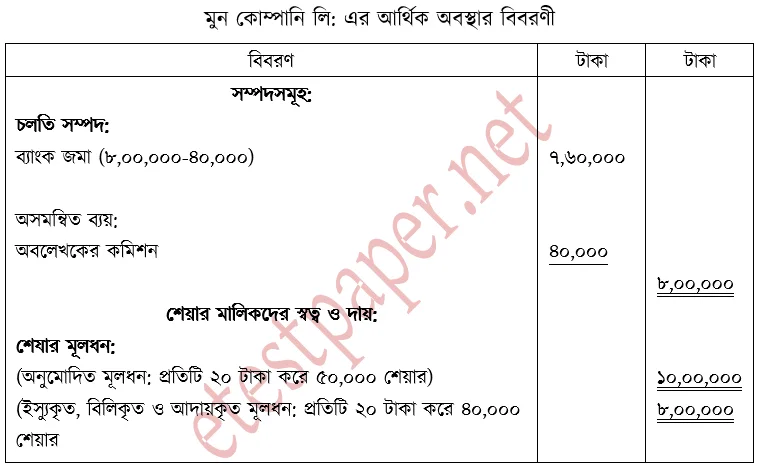 মুন কোম্পানি লি: এর আর্থিক অবস্থার বিবরণী
বিবরণ টাকা টাকা
সম্পদসমূহ:
চলতি সম্পদ:
ব্যাংক জমা (৮,০০,০০০-৪০,০০০) ৭,৬০,০০০
অসমন্বিত ব্যয়:
অবলেখকের কমিশন ৪০,০০০
৮,০০,০০০
শেয়ার মালিকদের স্বত্ব ও দায়:
শেষার মূলধন:
(অনুমোদিত মূলধন: প্রতিটি ২০ টাকা করে ৫০,০০০ শেয়ার) ১০,০০,০০০
(ইস্যুকৃত, বিলিকৃত ও আদায়কৃত মূলধন: প্রতিটি ২০ টাকা করে ৪০,০০০ ৮,০০,০০০
শেয়ার
etestpaper.net